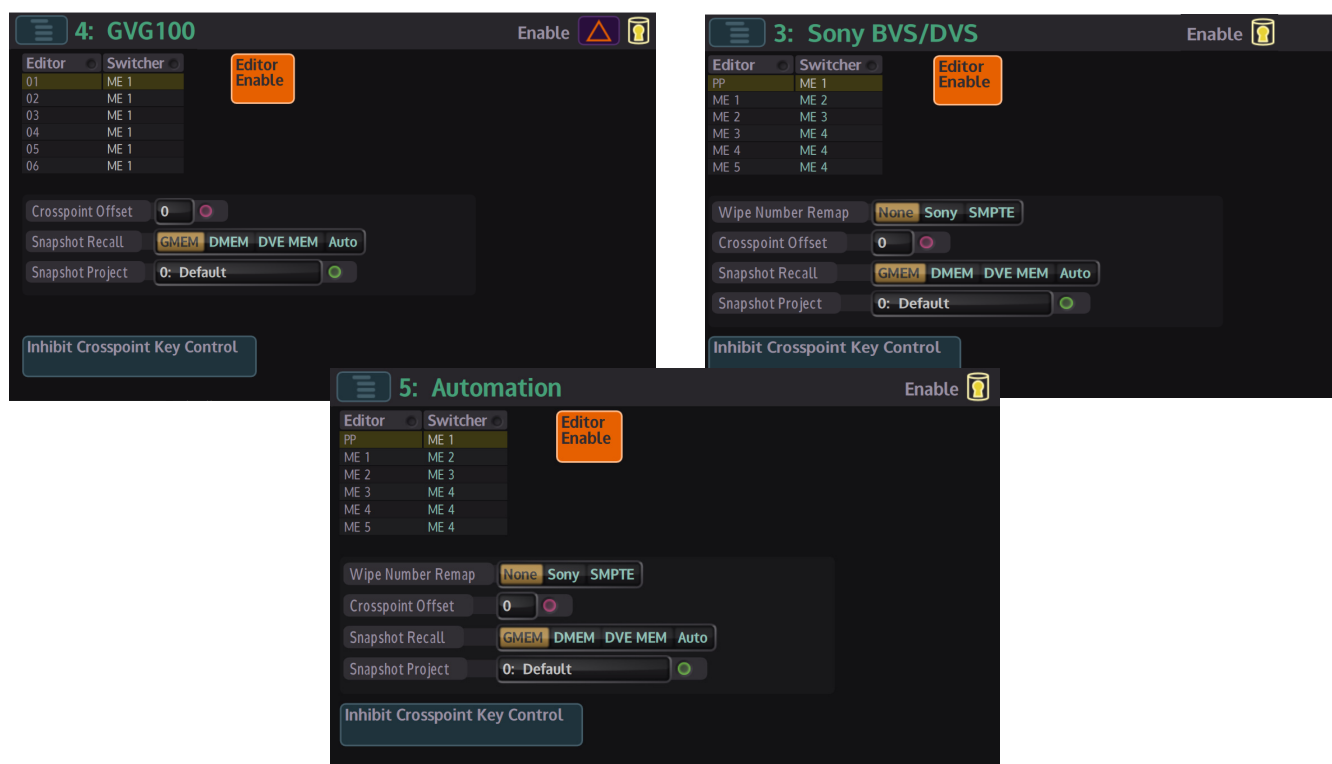 4: GVG100 Enable
Editor Switcher Editor Enable
01 ME 1
02 ME 1
03 ME 1
04 ME 1
05 ME 1
06 ME 1
Crosspoint Offset 0
Snapshot Recall GMEM DMEM DVE MEM Auto
Snapshot Project 0: Default
Inhibit Crosspoint Key Control
3: Sony BVS/DVS Enable
Editor Switcher Editor Enable
PP ME 1
ME 1 ME 2
ME 2 ME 3
ME 3 ME 4
ME 4 ME 4
ME 5 ME 4
Wipe Number Remap None Sony SMPTE
Crosspoint Offset 0
Snapshot Recall GMEM DMEM DVE MEM Auto
Snapshot Project 0: Default
Inhibit Crosspoint Key Control
5: Automation Enable
Editor Switcher Editor Enable
PP ME 1
ME 1 ME 2
ME 2 ME 3
ME 3 ME 4
ME 4 ME 4
ME 5 ME 4
Wipe Number Remap None Sony SMPTE
Crosspoint Offset 0
Snapshot Recall GMEM DMEM DVE MEM Auto
Snapshot Project 0: Default
Inhibit Crosspoint Key Control